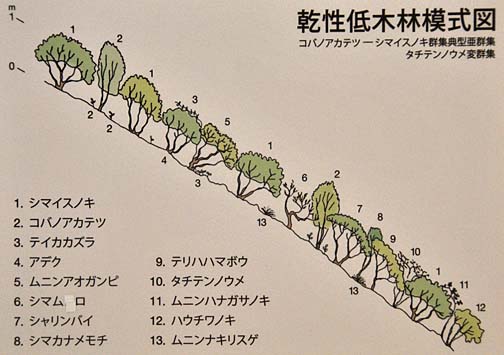 乾性低木林模式図
コバノアカテツ ― シマイスノキ群集典型亜群集
タチテンノウメ変群集
m
1
0
1 2 1 3 5 1 6 2 7 8 9 10 1 11 12
2 2 4 3 13 13
1. シマイスノキ
2. コバノアカテツ
3. テイカカズラ
4. アデク
5. ムニンアオガンピ
6. シマム ロ
7. シャリンバイ
8. シマカナメモチ
9. テリハハマボウ
10. タチテンノウメ
11. ムニンハナガサノキ
12. ハウチワノキ
13. ムニンナキリスゲ